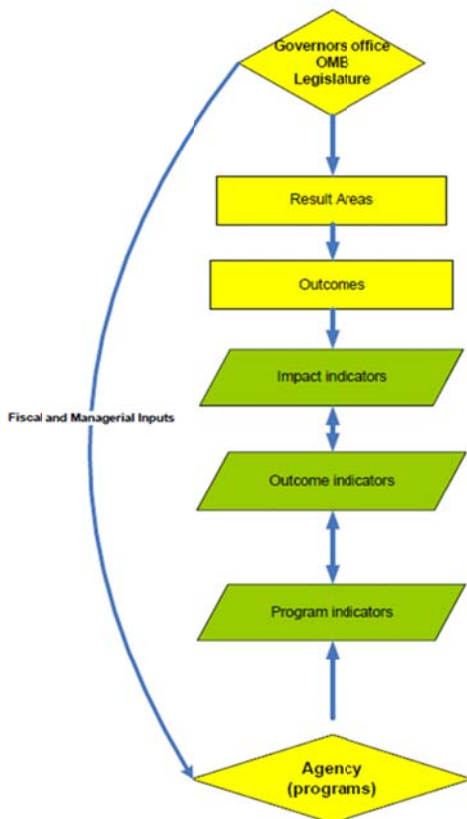 Governors office
OMB
Legislature
Result Areas
Outcomes
Impact indicators
Fiscal and Managerial Inputs
Outcome indicators
Program indicators
Agency
(programs)